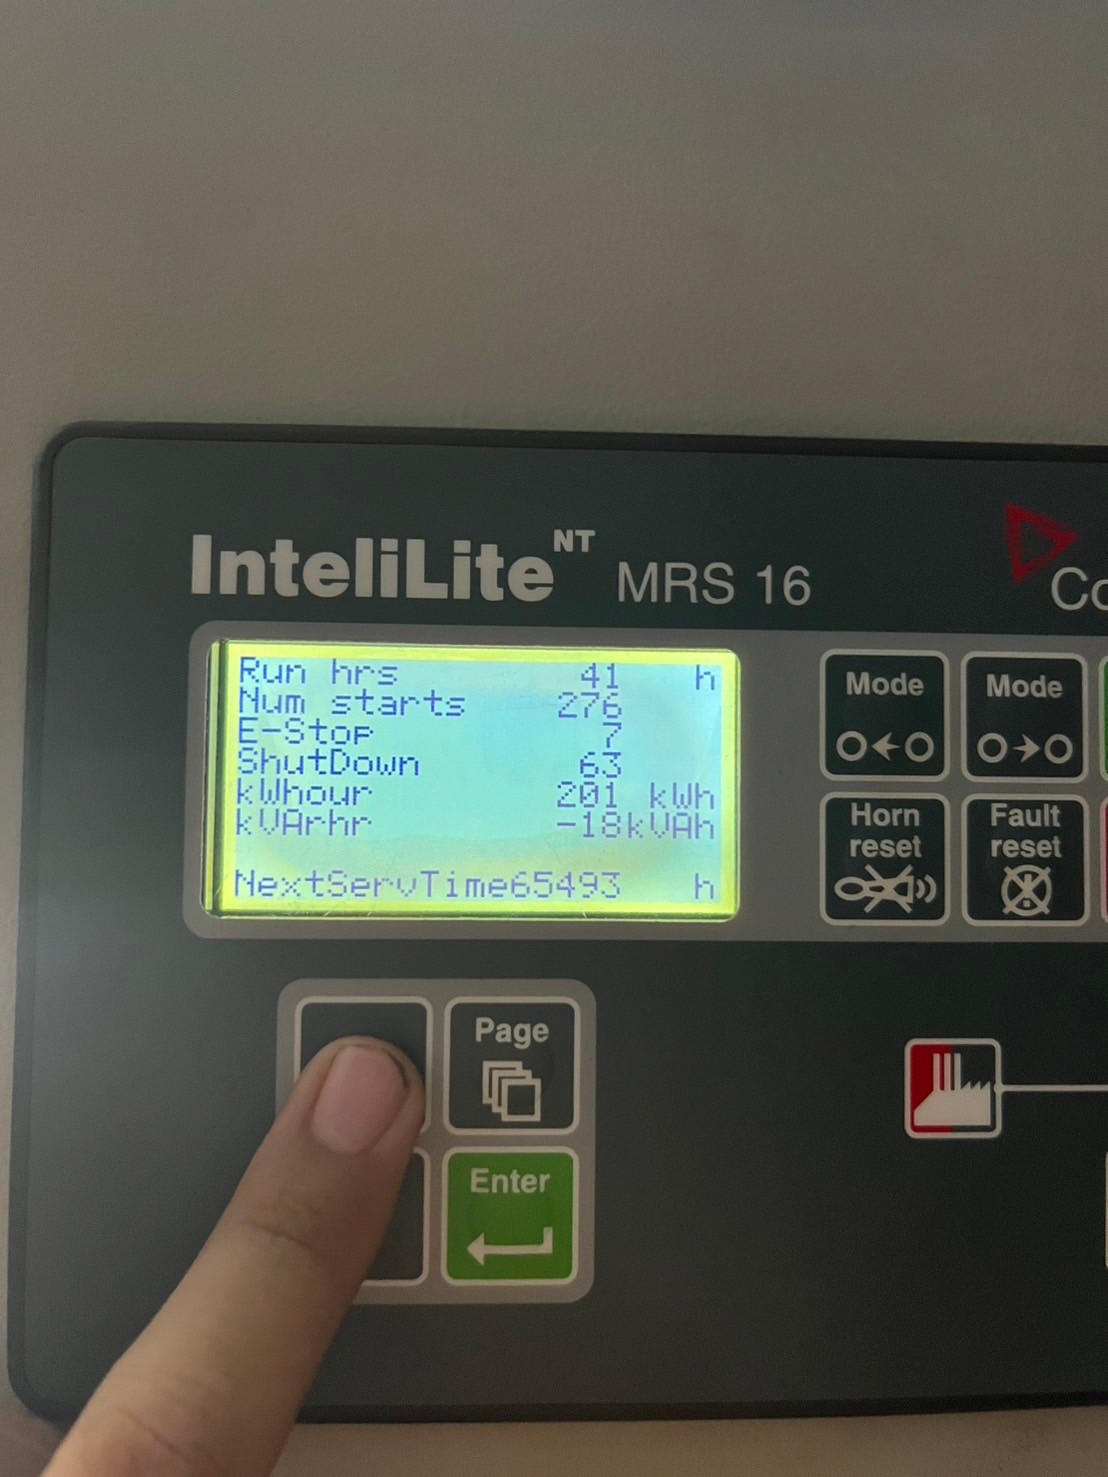 InteliLite NT MRS 16
Co
Run hrs 41 h
Num starts 276
E-Stop 7
ShutDown 63
kWhour 201 kWh
kVArhr -18kVAh
NextServTime65493 h
Mode
Mode
Horn reset
Fault reset
Page
Enter